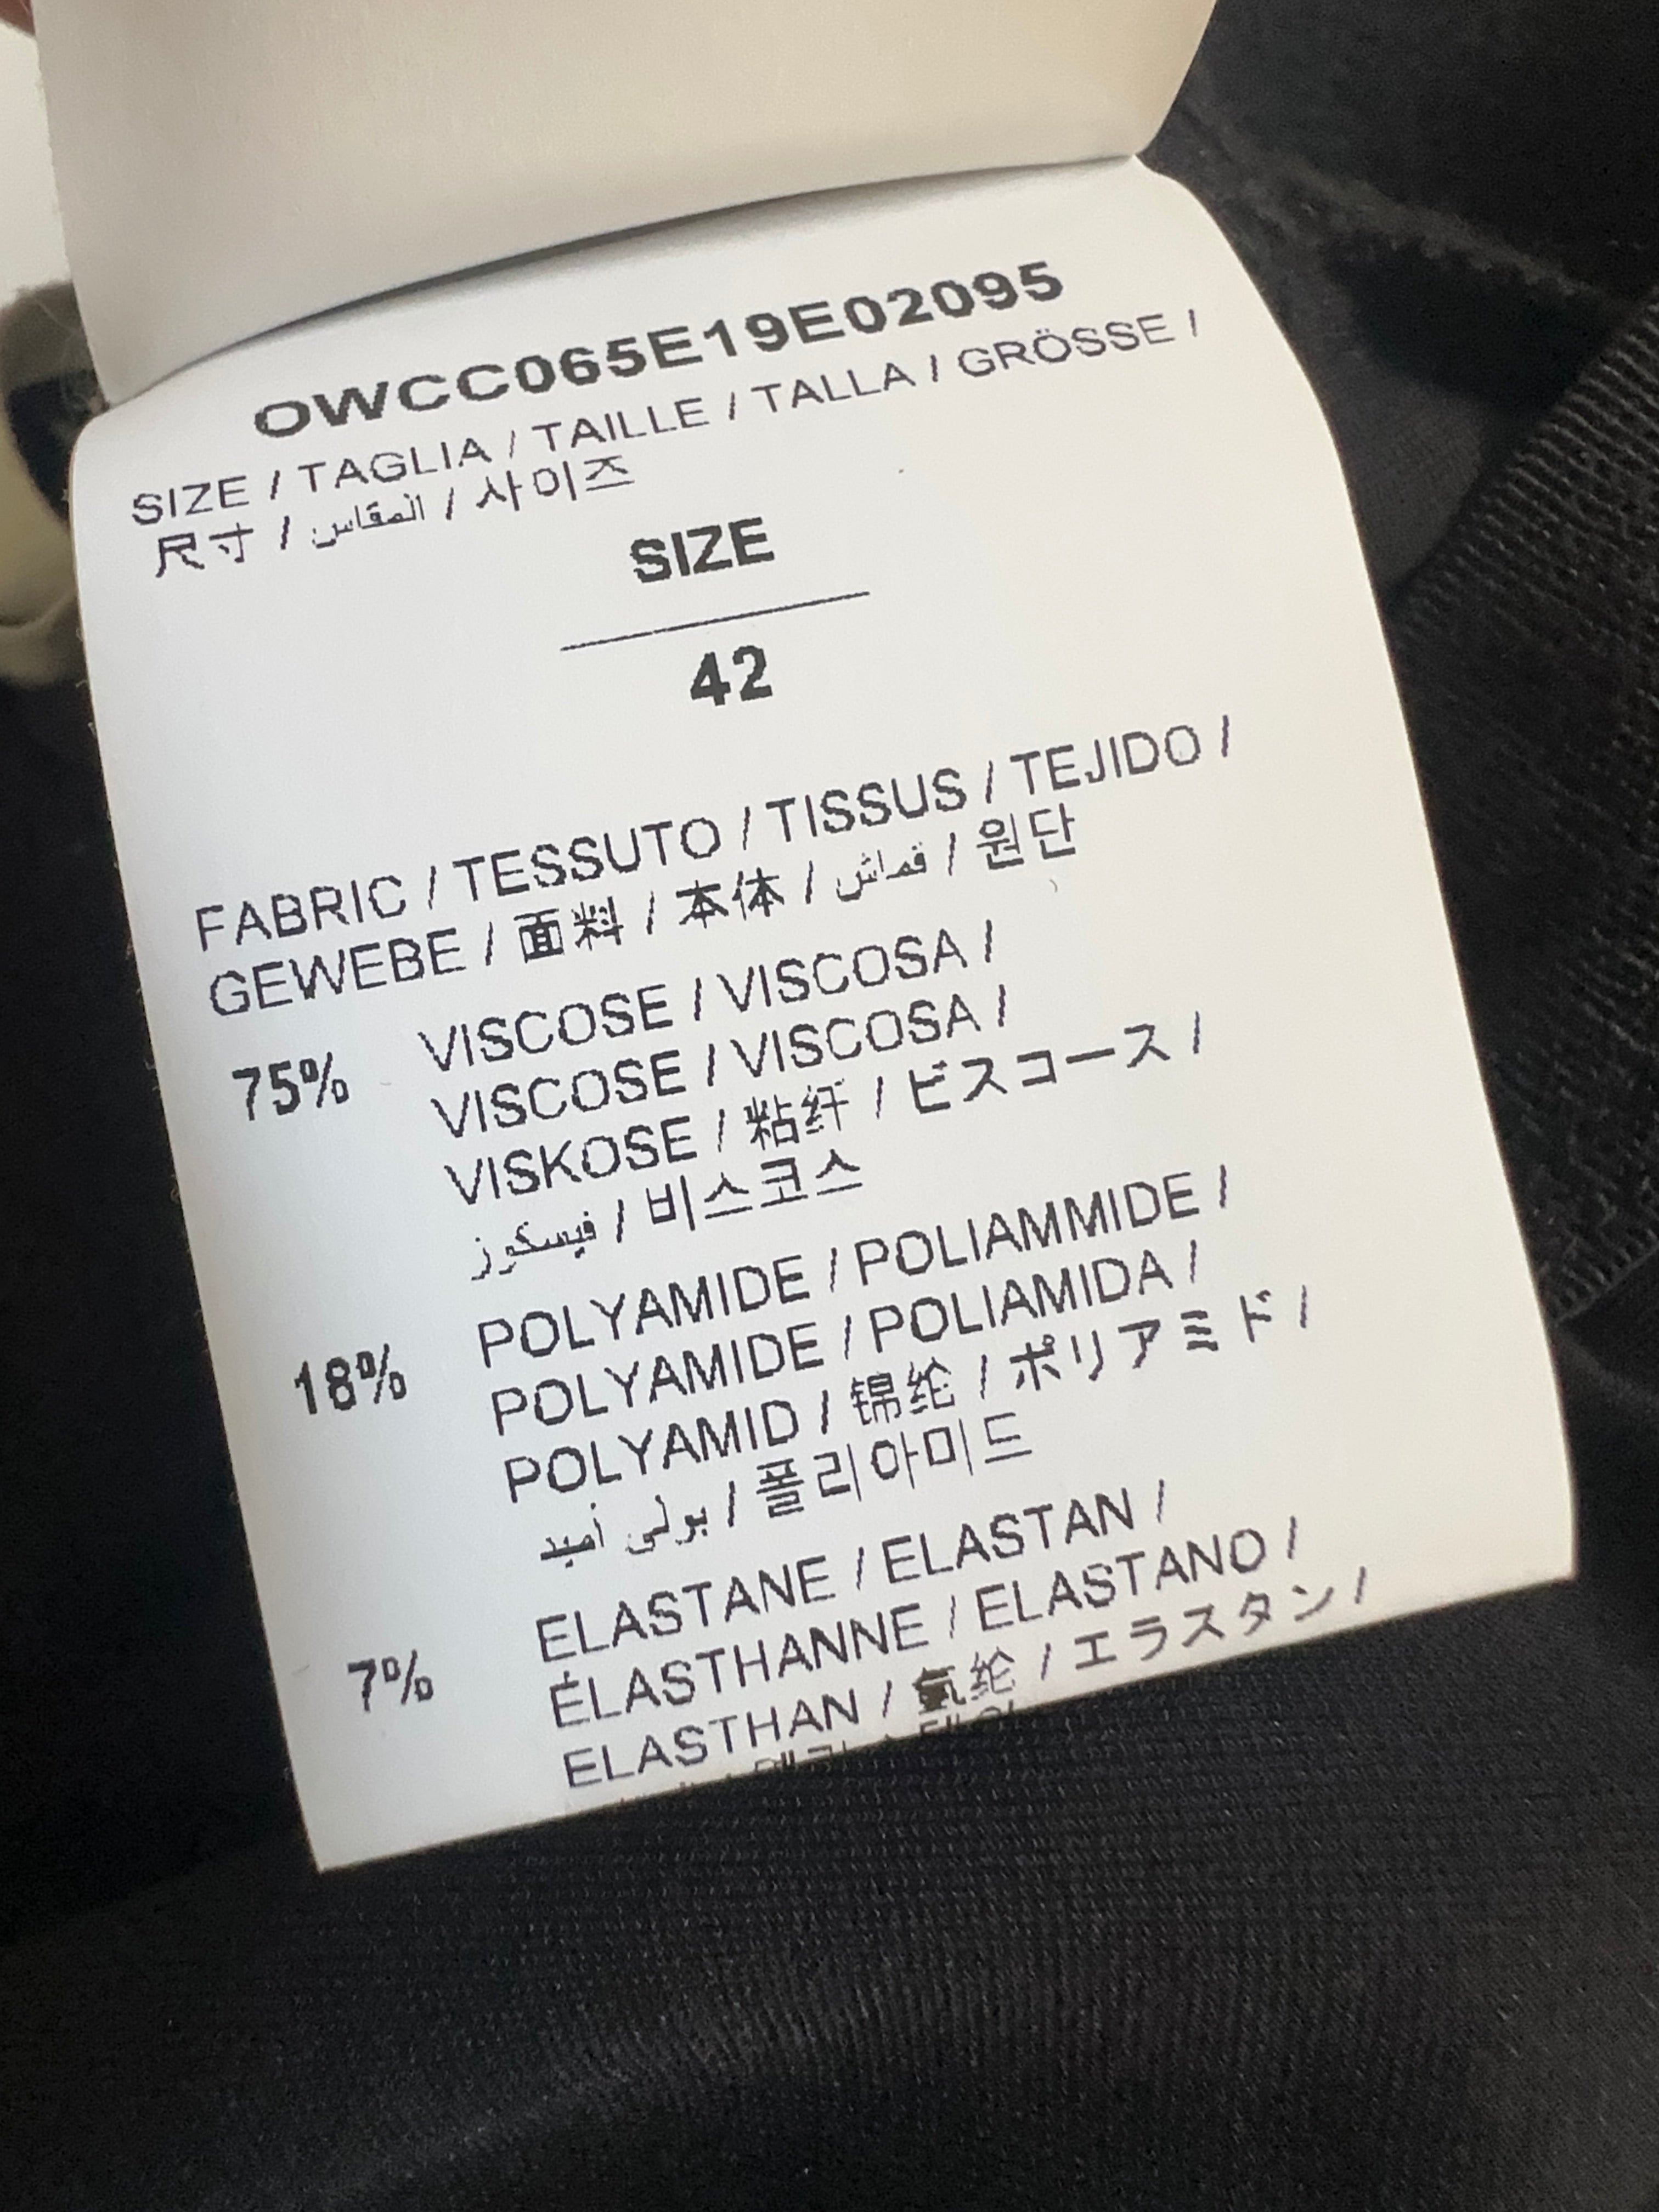 OWCC065E19E02095
SIZE / TAGLIA / TAILLE / TALLA / GRÖSSE /
尺寸 / المقاس / 사이즈
SIZE
42
FABRIC / TESSUTO / TISSUS / TEJIDO /
GEWEBE / 面料 / 本体 / قماش / 원단
75% VISCOSE / VISCOSA /
VISCOSE / VISCOSA /
VISKOSE / 粘纤 / ビスコース /
فيسكوز / 비스코스
18% POLYAMIDE / POLIAMMIDE /
POLYAMIDE / POLIAMIDA /
POLYAMID / 锦纶 / ポリアミド /
بولي أميد / 폴리아미드
7% ELASTANE / ELASTAN /
ÉLASTHANNE / ELASTANO /
ELASTHAN / 氨纶 / エラスタン /